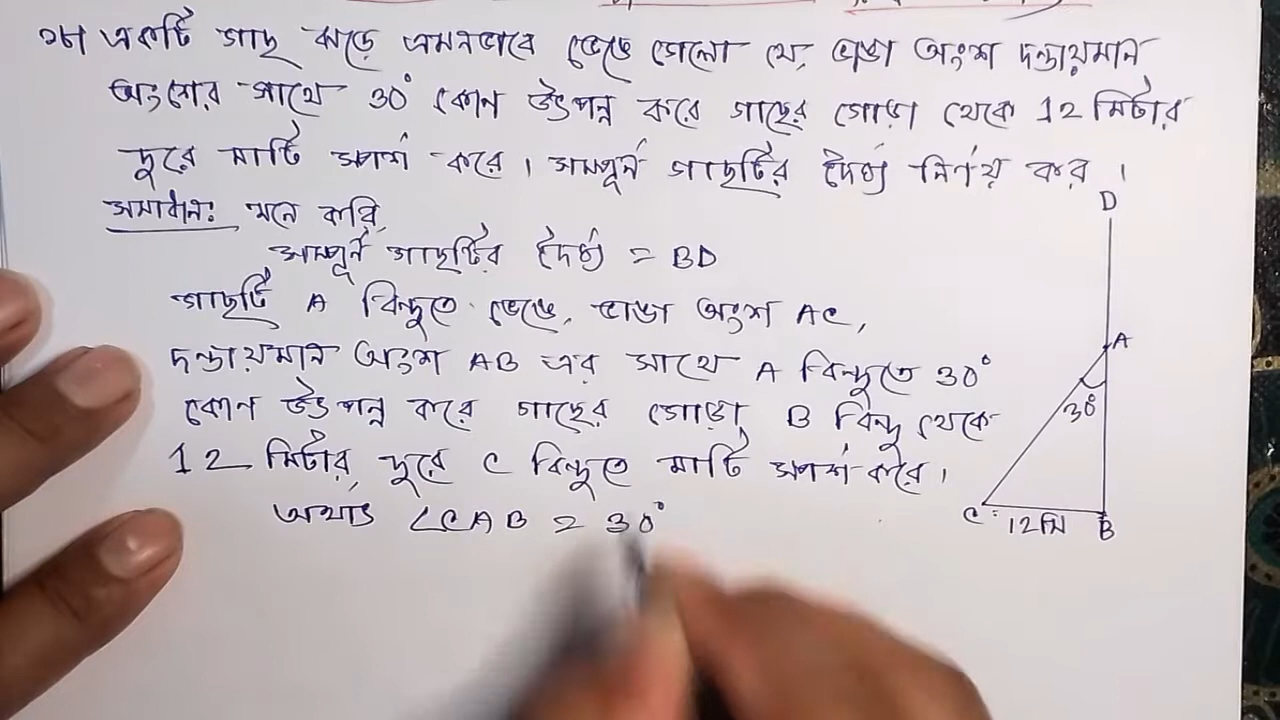 ১৮। একটি গাছ ঝড়ে এমনভাবে ভেঙে গেলো যে, ভাঙা অংশ দন্ডায়মান
অংশের সাথে 30° কোন উৎপন্ন করে গাছের গোড়া থেকে 12 মিটার
দুরে মাটি স্পর্শ করে। সম্পূর্ন গাছটির দৈর্ঘ্য নির্ণয় কর।
সমাধান: মনে করি,
সম্পূর্ন গাছটির দৈর্ঘ্য = BD
গাছটি A বিন্দুতে ভেঙে, ভাঙা অংশ AC,
দন্ডায়মান অংশ AB এর সাথে A বিন্দুতে 30°
কোন উৎপন্ন করে গাছের গোড়া B বিন্দু থেকে
12 মিটার দুরে C বিন্দুতে মাটি স্পর্শ করে।
অর্থাৎ ∠CAB = 30°
D
A
30°
C
12মি
B